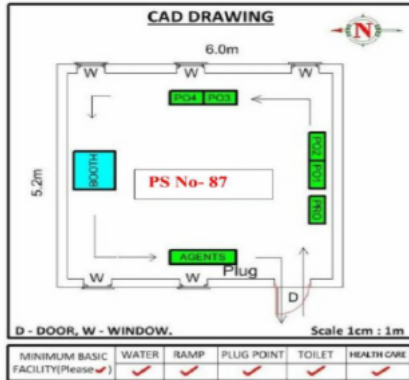 CAD DRAWING
N
6.0m
W W W
PO4 PO3
5.2m
BOOTH
PS No- 87
PO2
PO1
PRO
AGENTS
Plug
W W
D
D - DOOR, W - WINDOW. Scale 1cm : 1m
MINIMUM BASIC FACILITY(Please✓) WATER RAMP PLUG POINT TOILET HEALTH CARE
✓ ✓ ✓ ✓ ✓